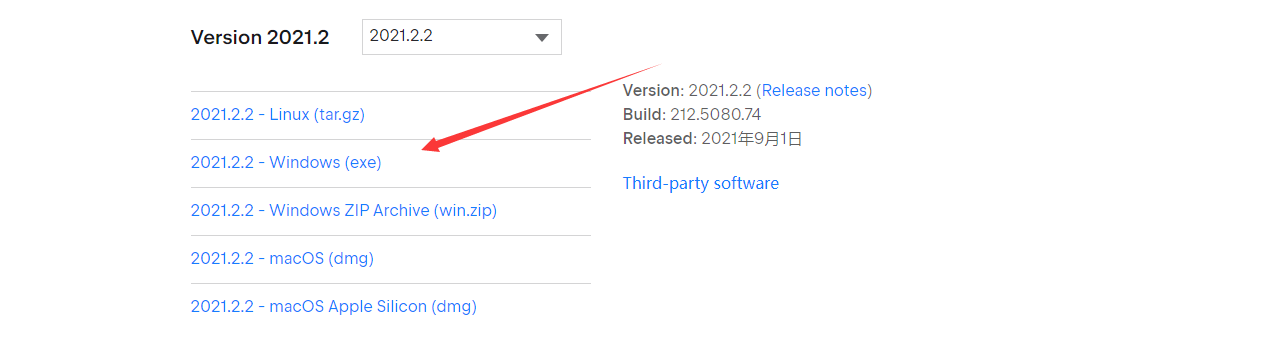 Version 2021.2
2021.2.2
2021.2.2 - Linux (tar.gz)
2021.2.2 - Windows (exe)
2021.2.2 - Windows ZIP Archive (win.zip)
2021.2.2 - macOS (dmg)
2021.2.2 - macOS Apple Silicon (dmg)
Version: 2021.2.2 (Release notes)
Build: 212.5080.74
Released: 2021年9月1日
Third-party software